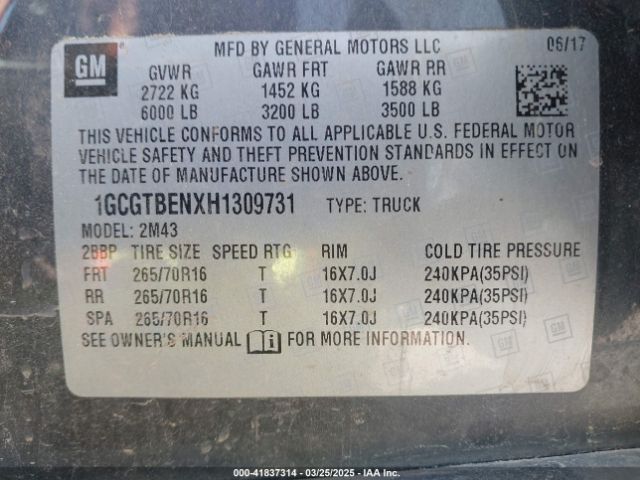 GM
MFD BY GENERAL MOTORS LLC 06/17
GVWR GAWR FRT GAWR RR
2722 KG 1452 KG 1588 KG
6000 LB 3200 LB 3500 LB
THIS VEHICLE CONFORMS TO ALL APPLICABLE U.S. FEDERAL MOTOR
VEHICLE SAFETY AND THEFT PREVENTION STANDARDS IN EFFECT ON
THE DATE OF MANUFACTURE SHOWN ABOVE.
1GCGTBENXH1309731 TYPE: TRUCK
MODEL: 2M43
2BBP TIRE SIZE SPEED RTG RIM COLD TIRE PRESSURE
FRT 265/70R16 T 16X7.0J 240KPA(35PSI)
RR 265/70R16 T 16X7.0J 240KPA(35PSI)
SPA 265/70R16 T 16X7.0J 240KPA(35PSI)
SEE OWNER'S MANUAL FOR MORE INFORMATION.
000-41837314 | 03/25/2025 | IAA Inc.